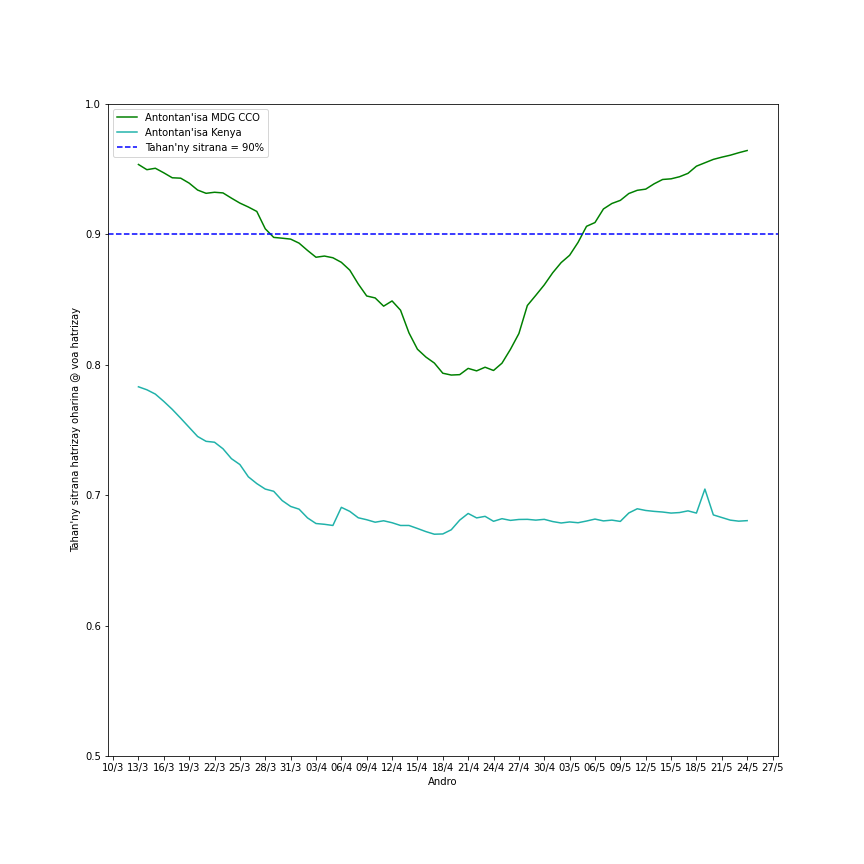 1.0
Antontan'isa MDG CCO
Antontan'isa Kenya
Tahan'ny sitrana = 90%
0.9
0.8
0.7
0.6
0.5
Tahan'ny sitrana hatrizay oharina @ voa hatrizay
10/3 13/3 16/3 19/3 22/3 25/3 28/3 31/3 03/4 06/4 09/4 12/4 15/4 18/4 21/4 24/4 27/4 30/4 03/5 06/5 09/5 12/5 15/5 18/5 21/5 24/5 27/5
Andro